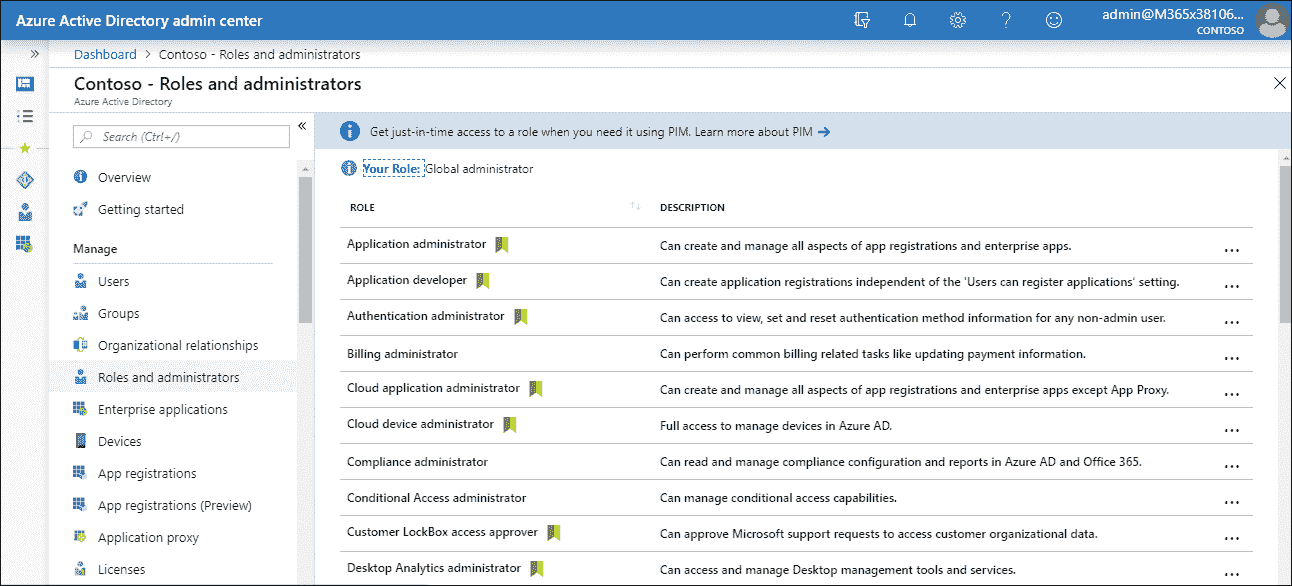 Azure Active Directory admin center
admin@M365x38106...
CONTOSO
Dashboard > Contoso - Roles and administrators
Contoso - Roles and administrators
Azure Active Directory
Search (Ctrl+/)
Overview
Getting started
Manage
Users
Groups
Organizational relationships
Roles and administrators
Enterprise applications
Devices
App registrations
App registrations (Preview)
Application proxy
Licenses
Get just-in-time access to a role when you need it using PIM. Learn more about PIM →
Your Role: Global administrator
ROLE DESCRIPTION
Application administrator Can create and manage all aspects of app registrations and enterprise apps. ...
Application developer Can create application registrations independent of the 'Users can register applications' setting. ...
Authentication administrator Can access to view, set and reset authentication method information for any non-admin user. ...
Billing administrator Can perform common billing related tasks like updating payment information. ...
Cloud application administrator Can create and manage all aspects of app registrations and enterprise apps except App Proxy. ...
Cloud device administrator Full access to manage devices in Azure AD. ...
Compliance administrator Can read and manage compliance configuration and reports in Azure AD and Office 365. ...
Conditional Access administrator Can manage conditional access capabilities. ...
Customer LockBox access approver Can approve Microsoft support requests to access customer organizational data. ...
Desktop Analytics administrator Can access and manage Desktop management tools and services. ...